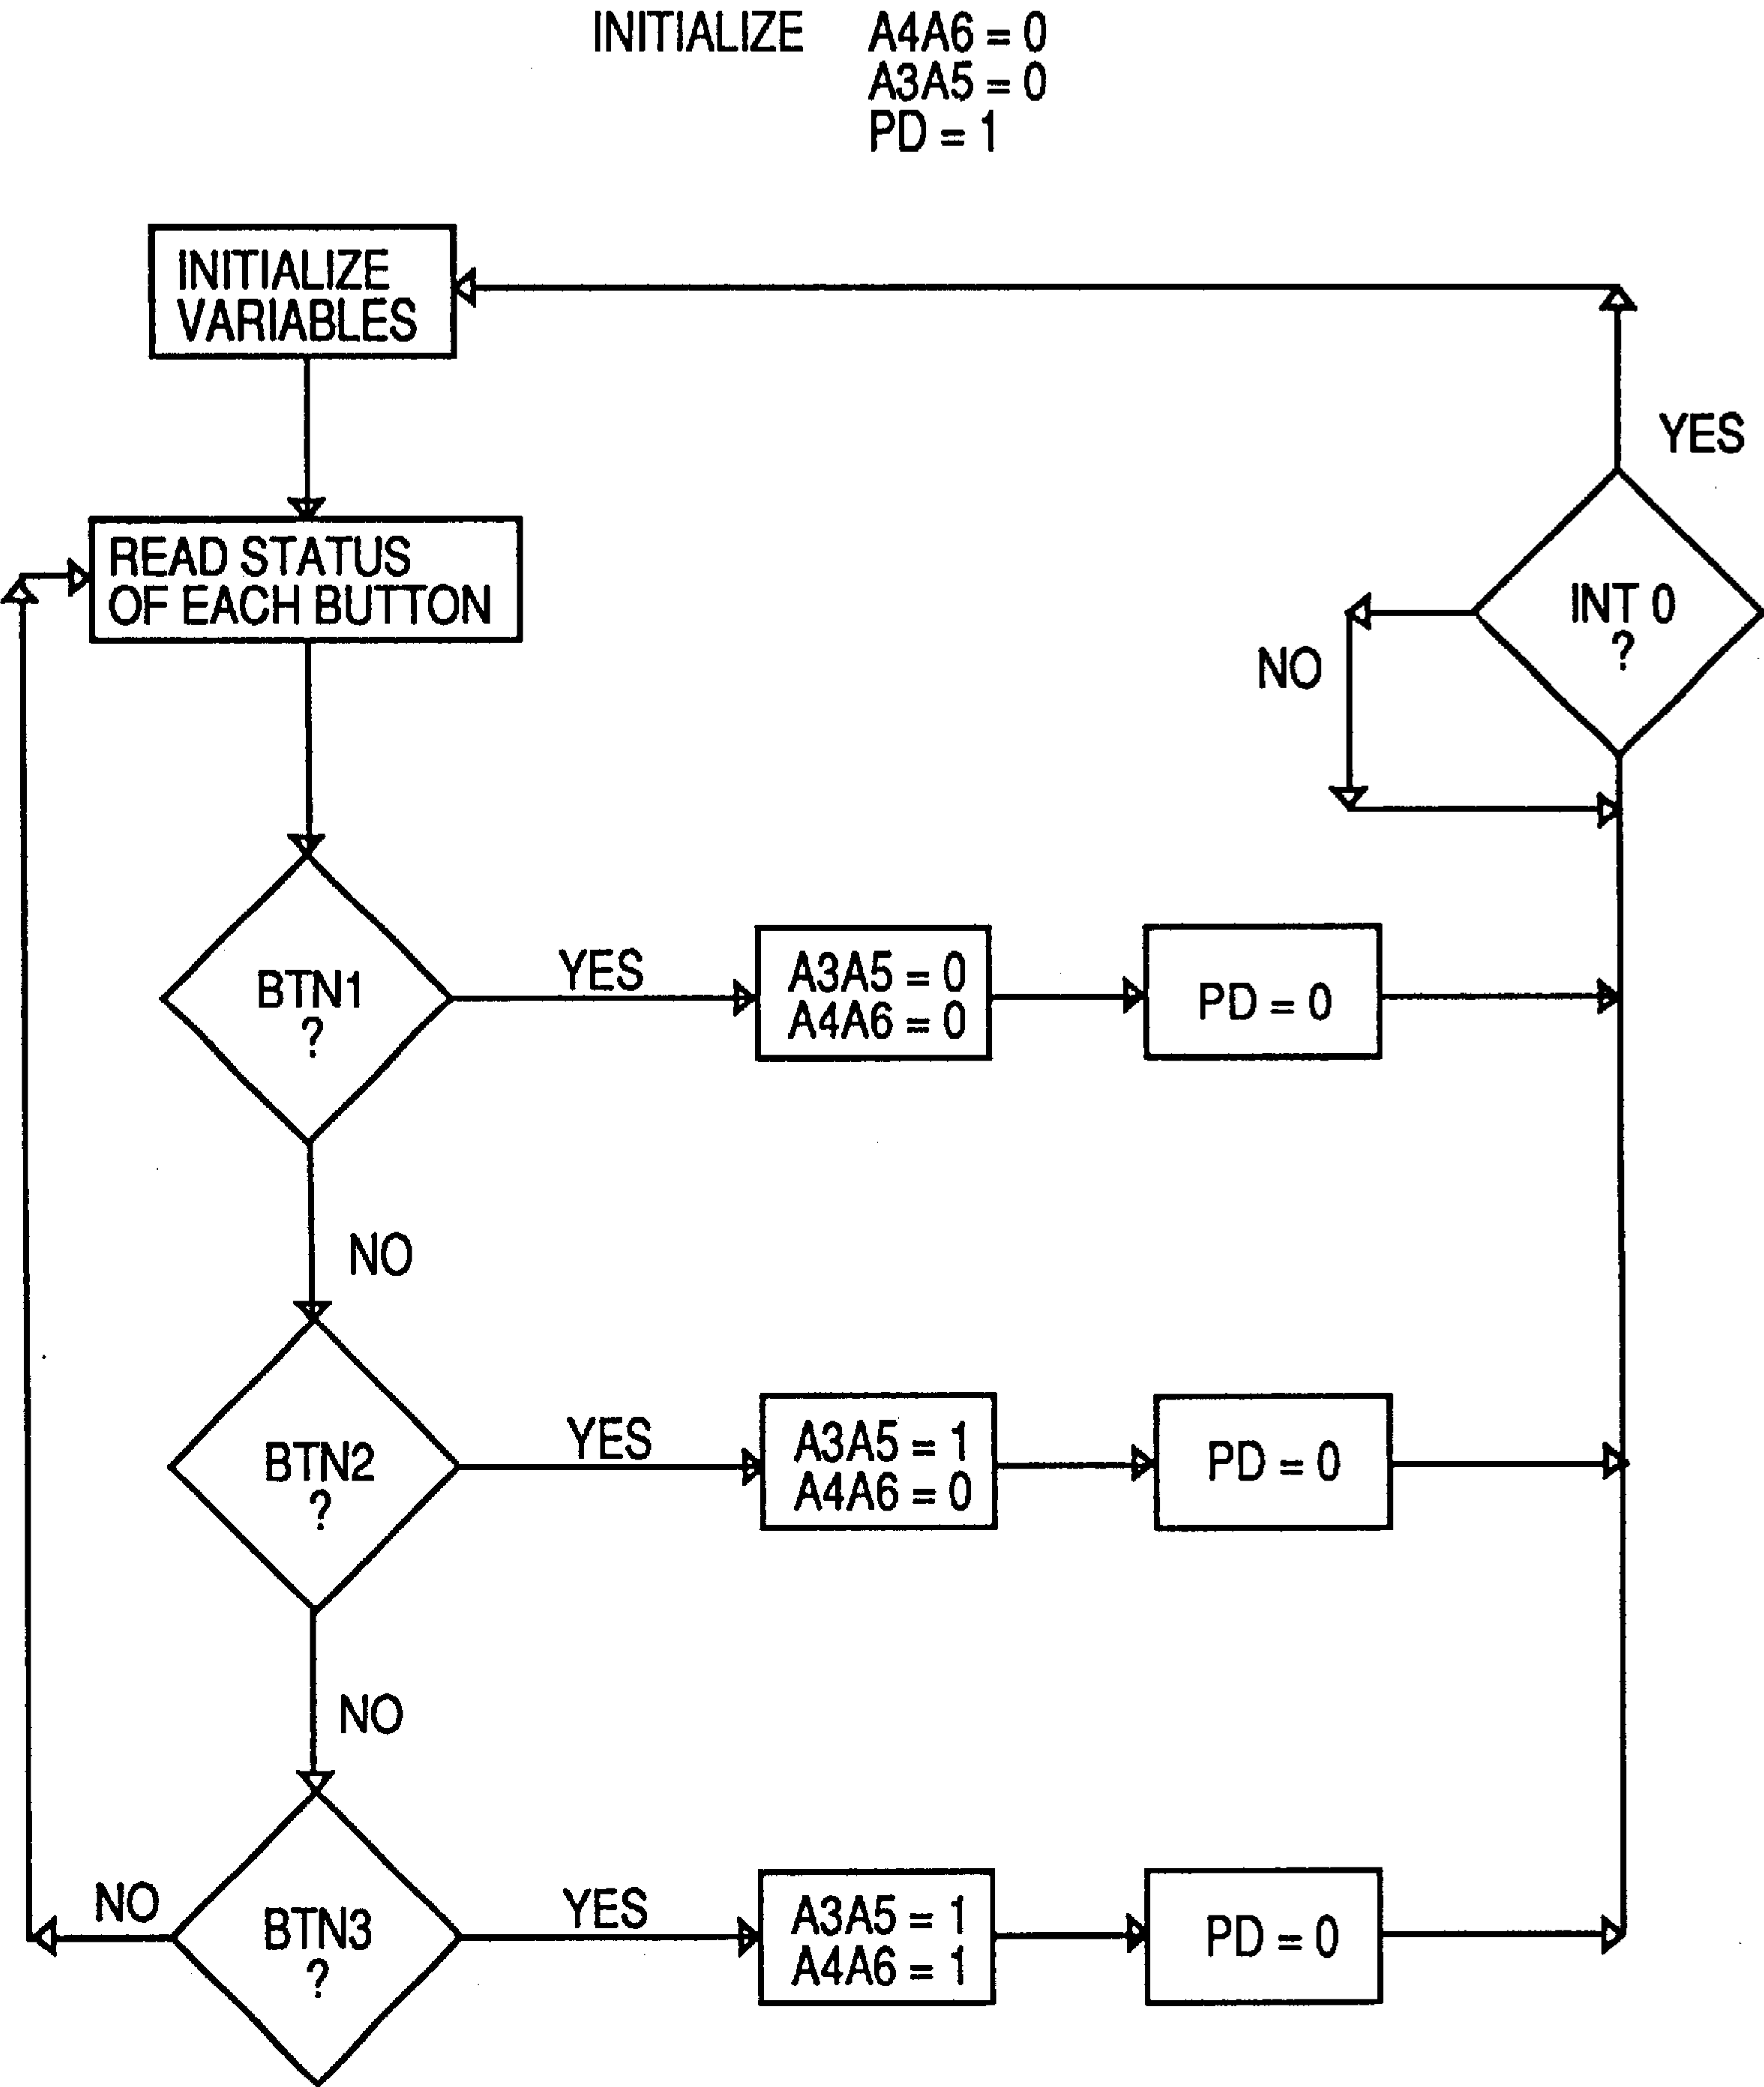 INITIALIZE A4A6 = 0
A3A5 = 0
PD = 1
INITIALIZE
VARIABLES
YES
READ STATUS
OF EACH BUTTON
INT 0
?
NO
BTN1
?
YES
A3A5 = 0
A4A6 = 0
PD = 0
NO
BTN2
?
YES
A3A5 = 1
A4A6 = 0
PD = 0
NO
NO
BTN3
?
YES
A3A5 = 1
A4A6 = 1
PD = 0